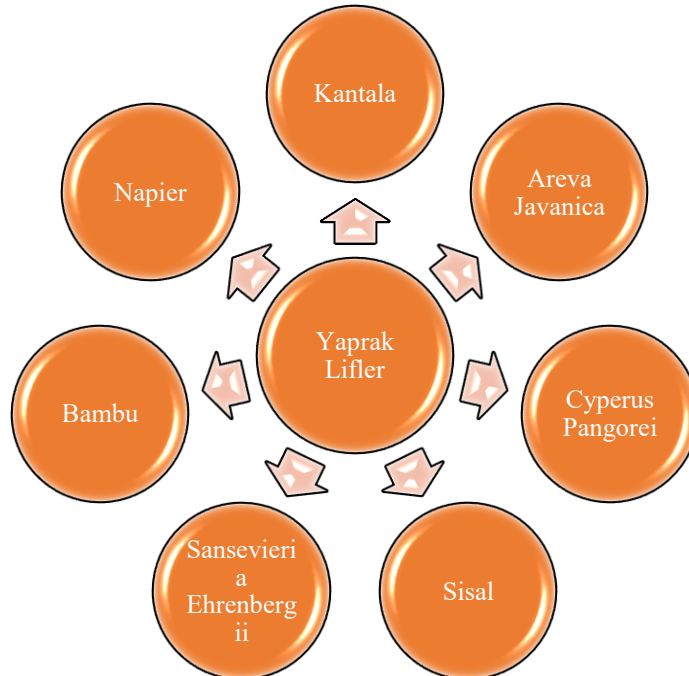 Kantala
Areva
Javanica
Cyperus
Pangorei
Sisal
Sansevieri
a
Ehrenberg
ii
Bambu
Napier
Yaprak
Lifler